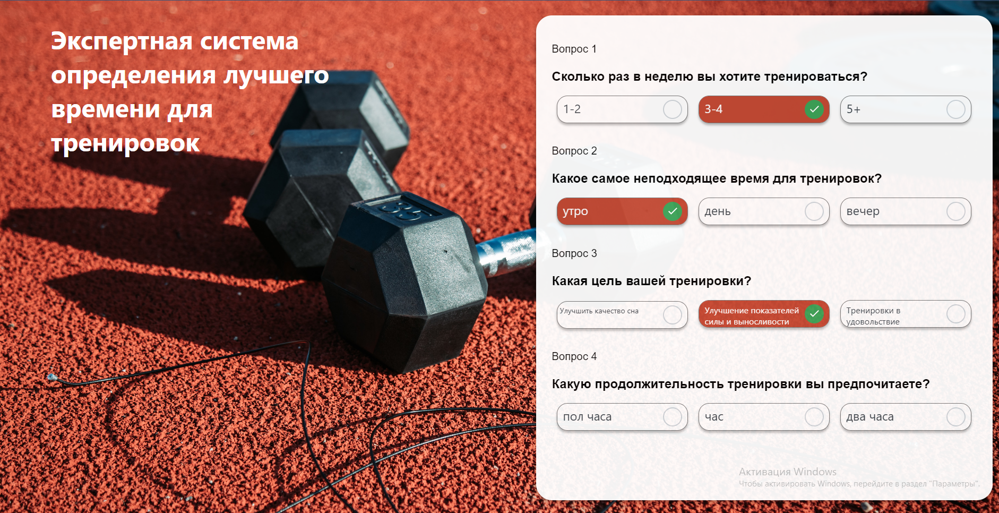 Экспертная система
определения лучшего
времени для
тренировок
Вопрос 1
Сколько раз в неделю вы хотите тренироваться?
1-2
3-4
5+
Вопрос 2
Какое самое неподходящее время для тренировок?
утро
день
вечер
Вопрос 3
Какая цель вашей тренировки?
Улучшить качество сна
Улучшение показателей
силы и выносливости
Тренировки в
удовольствие
Вопрос 4
Какую продолжительность тренировки вы предпочитаете?
пол часа
час
два часа
Активация Windows
Чтобы активировать Windows, перейдите в раздел "Параметры".
35